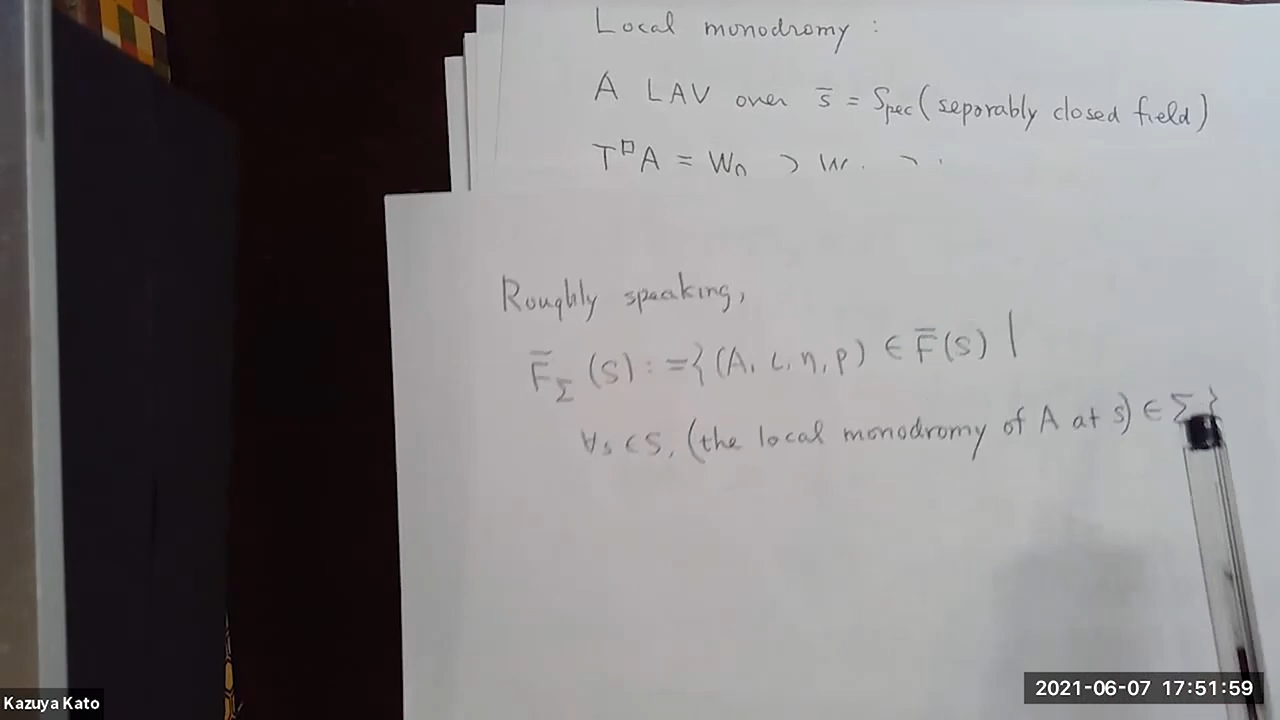 Local monodromy :
A LAV over s̄ = Spec ( separably closed field )
T□A = W₀ ⊃
Roughly speaking,
F̄_Σ (S) := { (A, ι, η, p) ∈ F̄(S) |
∀s ∈ S, (the local monodromy of A at s) ∈ Σ }
Kazuya Kato
2021-06-07 17:51:59